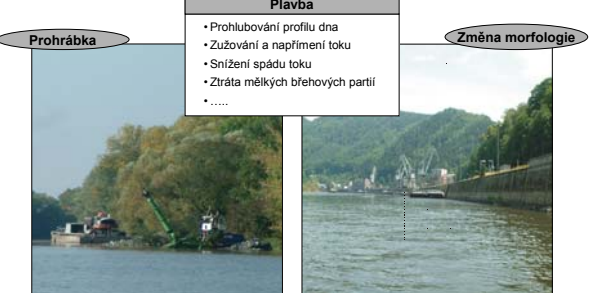 Plavba
Prohrábka
Změna morfologie
• Prohlubování profilu dna
• Zužování a napřímení toku
• Snížení spádu toku
• Ztráta mělkých břehových partií
• …..